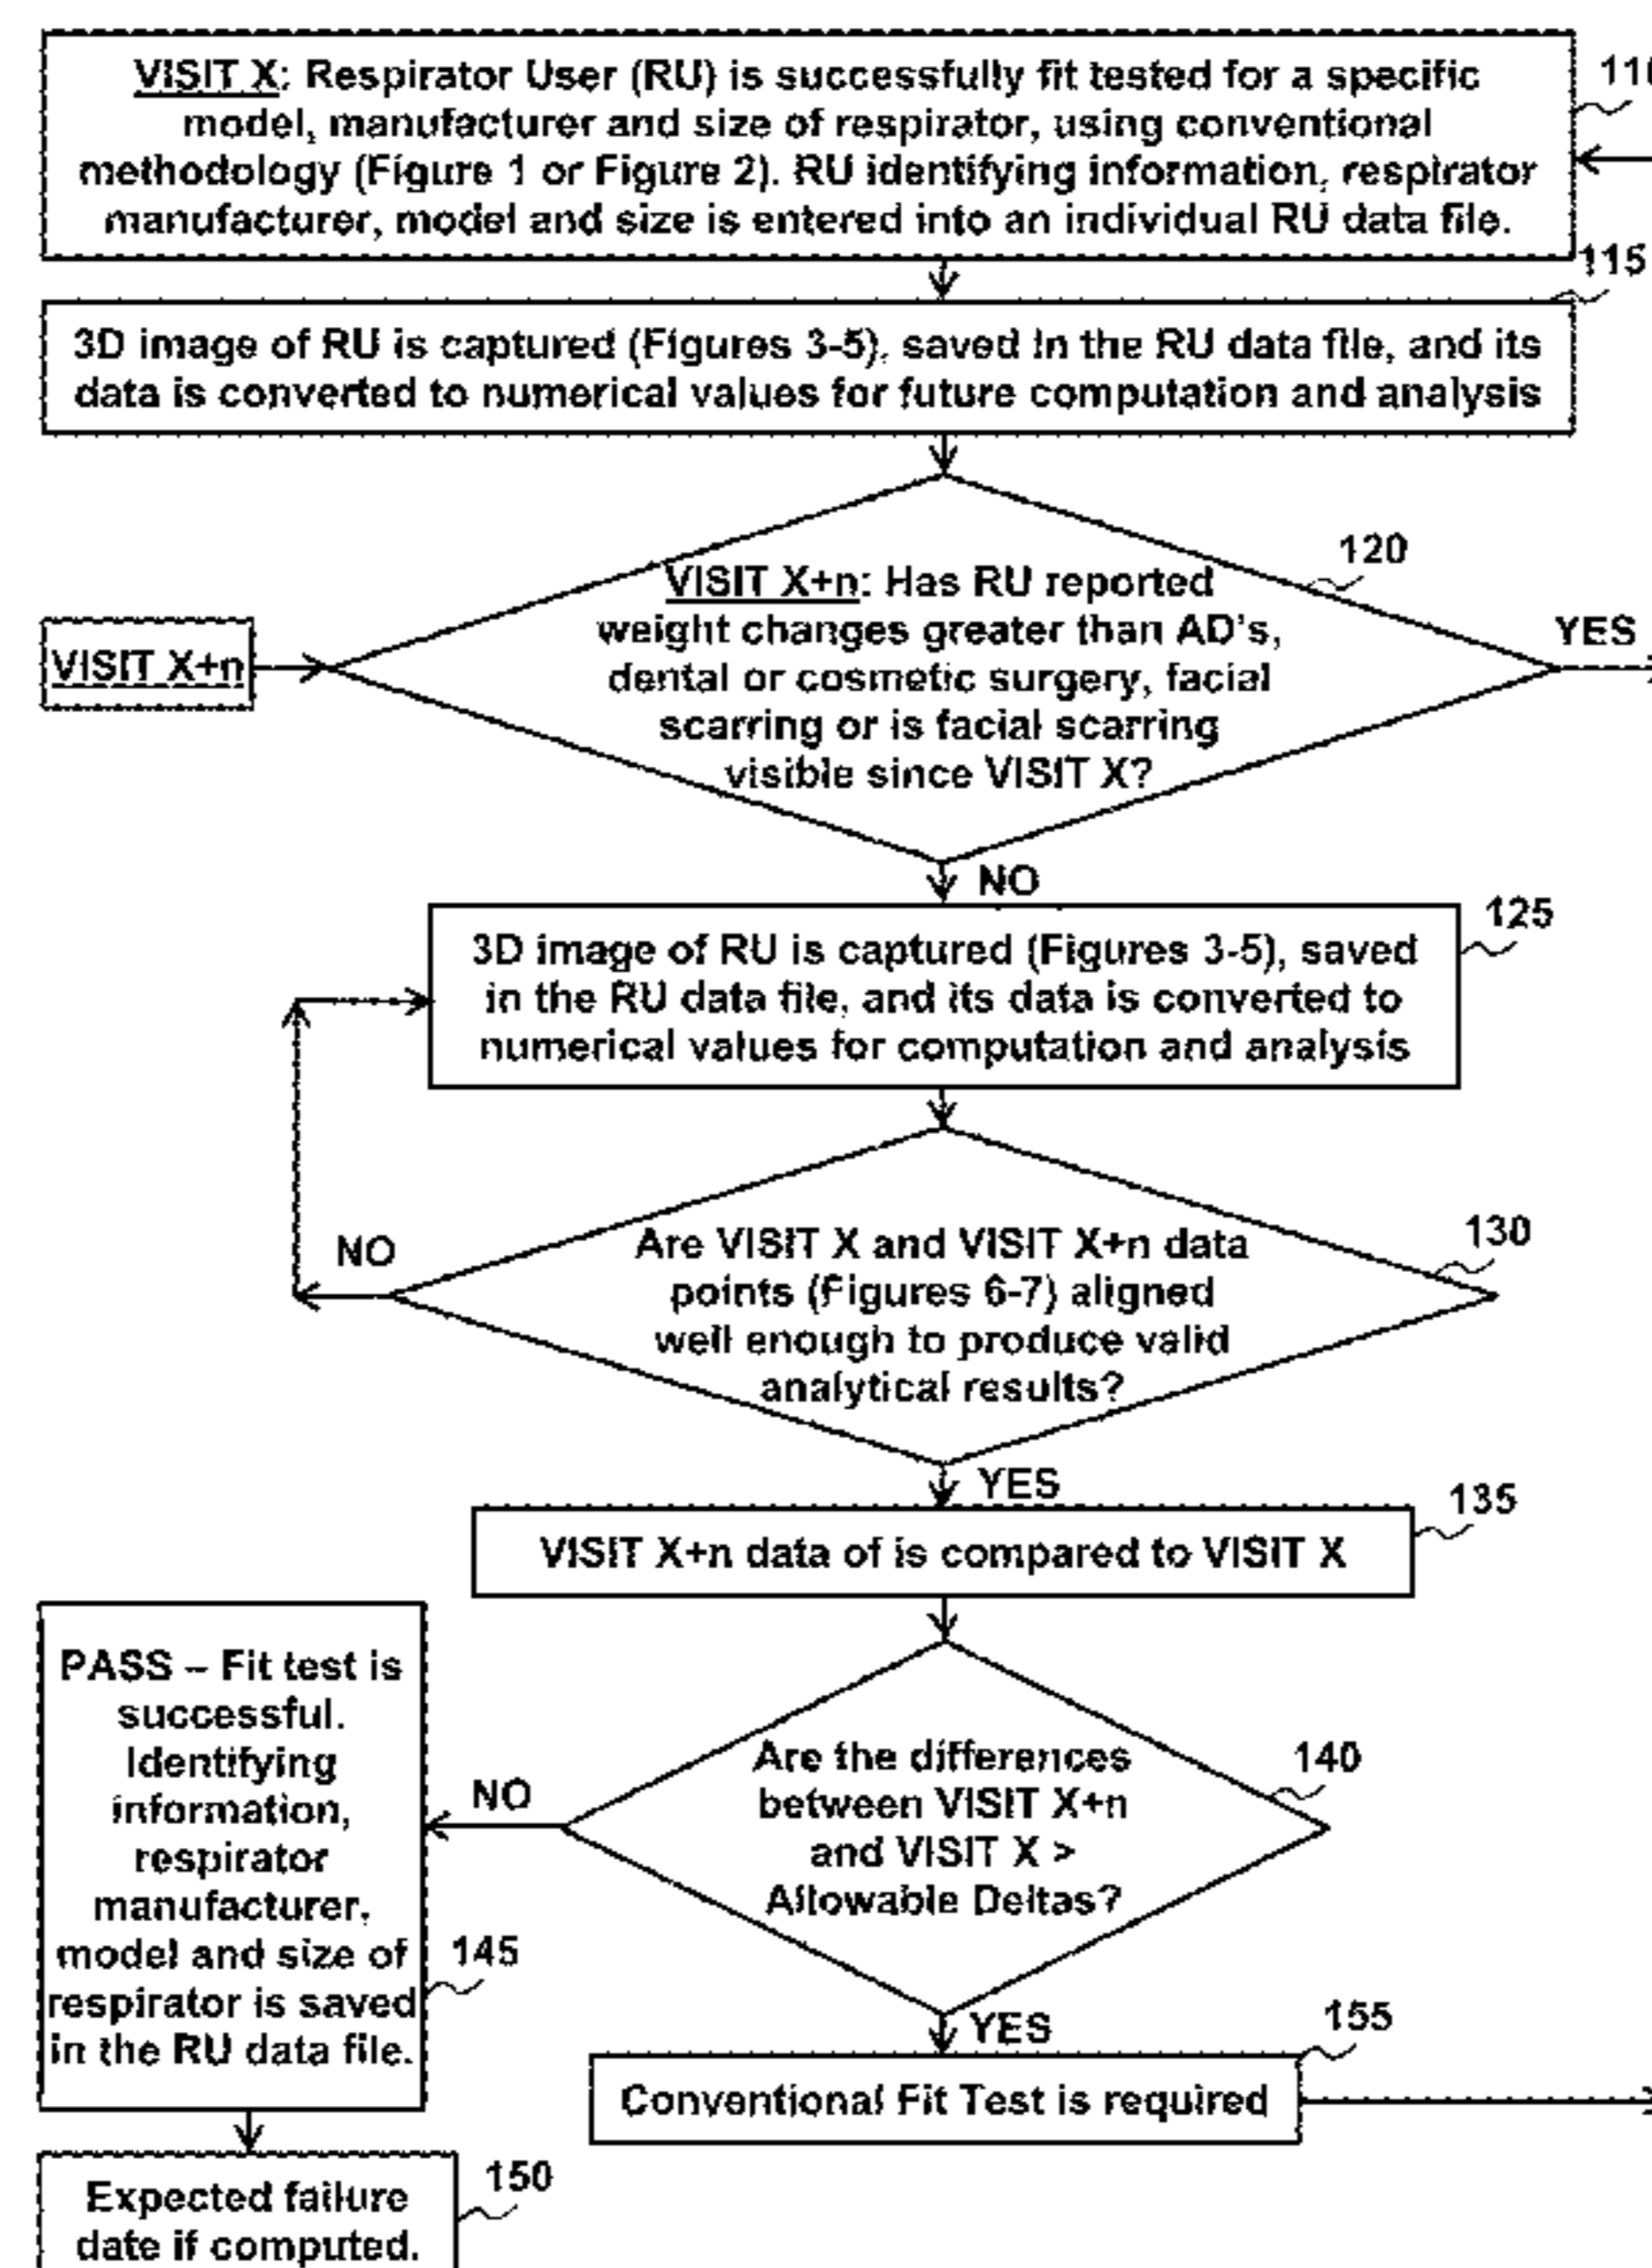 VISIT X: Respirator User (RU) is successfully fit tested for a specific
model, manufacturer and size of respirator, using conventional
methodology (Figure 1 or Figure 2). RU identifying information, respirator
manufacturer, model and size is entered into an individual RU data file.
115
3D image of RU is captured (Figures 3-5), saved in the RU data file, and its
data is converted to numerical values for future computation and analysis
120
VISIT X+n: Has RU reported
weight changes greater than AD's,
dental or cosmetic surgery, facial
scarring or is facial scarring
visible since VISIT X?
YES
VISIT X+n
NO
125
3D image of RU is captured (Figures 3-5), saved
in the RU data file, and its data is converted to
numerical values for computation and analysis
130
Are VISIT X and VISIT X+n data
points (Figures 6-7) aligned
well enough to produce valid
analytical results?
NO
YES
135
VISIT X+n data of is compared to VISIT X
140
Are the differences
between VISIT X+n
and VISIT X >
Allowable Deltas?
NO
PASS – Fit test is
successful.
Identifying
information,
respirator
manufacturer,
model and size of
respirator is saved
in the RU data file.
145
YES
155
Conventional Fit Test is required
150
Expected failure
date if computed.